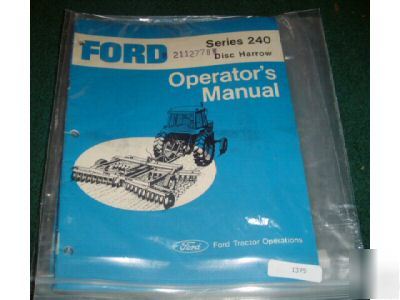 FORD
Series 240
Disc Harrow
Operator's
Manual
Ford
Ford Tractor Operations